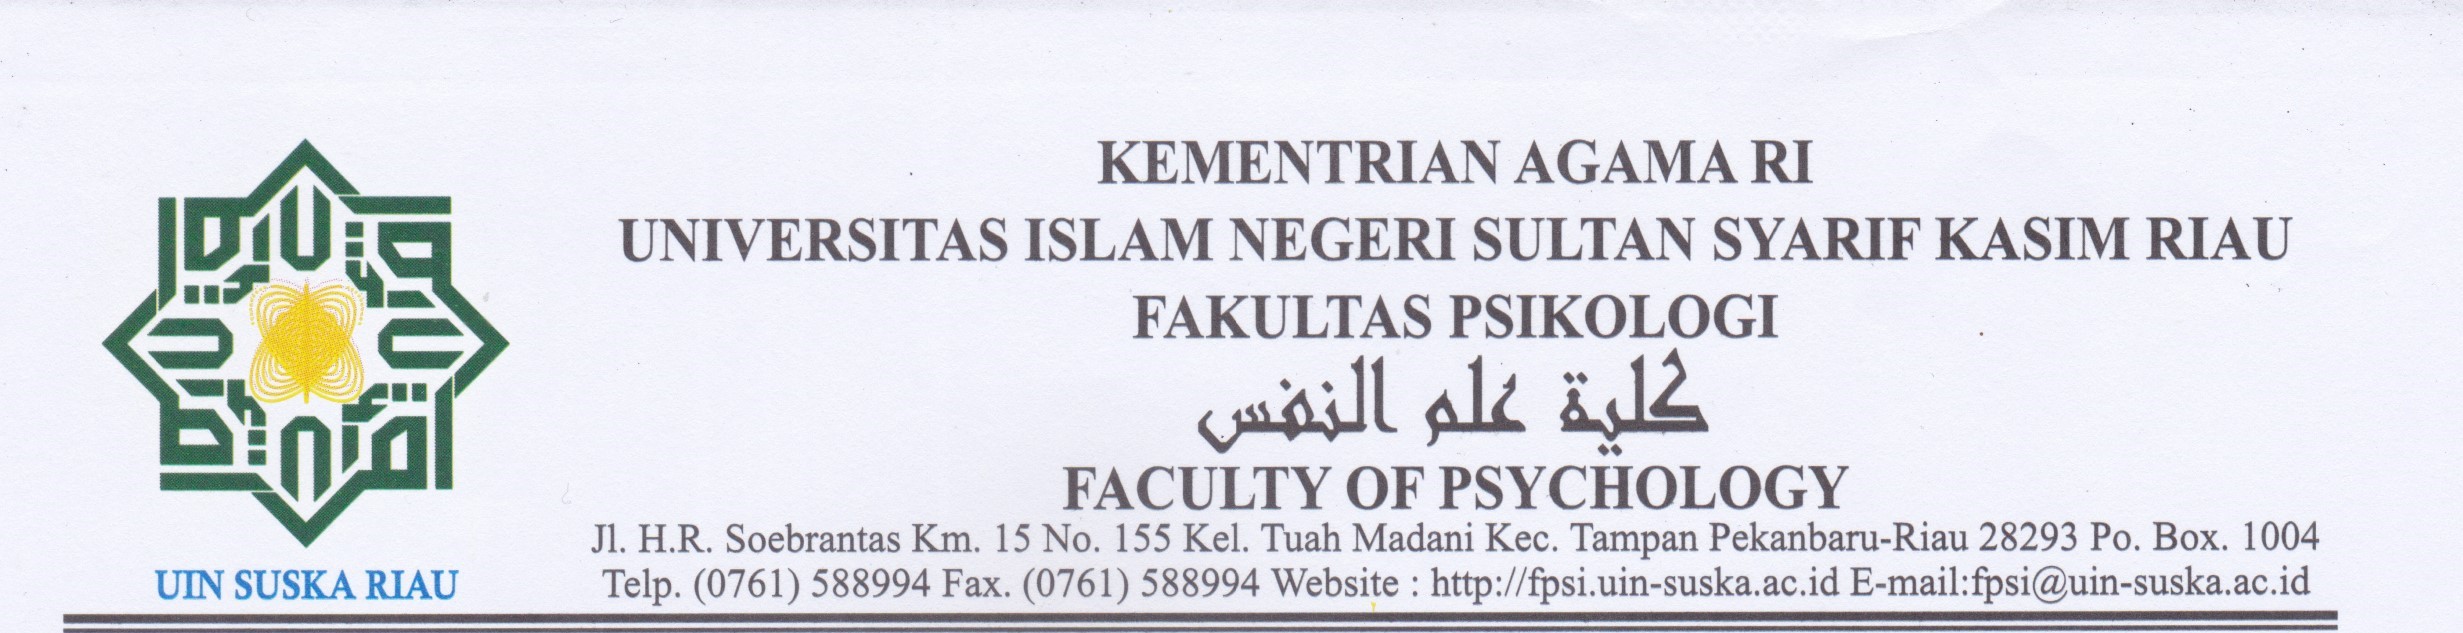 KEMENTRIAN AGAMA RI
UNIVERSITAS ISLAM NEGERI SULTAN SYARIF KASIM RIAU
FAKULTAS PSIKOLOGI
كلية علم النفس
FACULTY OF PSYCHOLOGY
Jl. H.R. Soebrantas Km. 15 No. 155 Kel. Tuah Madani Kec. Tampan Pekanbaru-Riau 28293 Po. Box. 1004
Telp. (0761) 588994 Fax. (0761) 588994 Website : http://fpsi.uin-suska.ac.id E-mail:fpsi@uin-suska.ac.id
UIN SUSKA RIAU